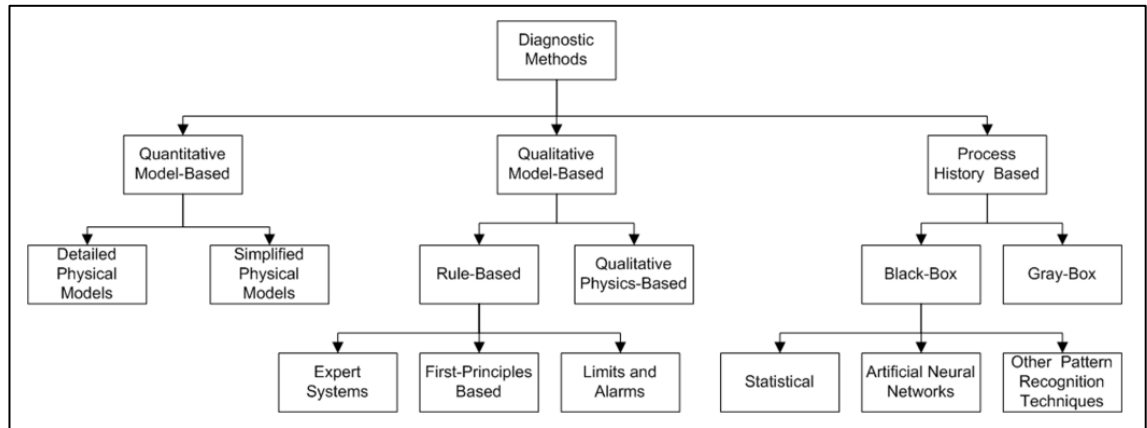 Diagnostic
Methods
Quantitative
Model-Based
Qualitative
Model-Based
Process
History Based
Detailed
Physical
Models
Simplified
Physical
Models
Rule-Based
Qualitative
Physics-Based
Black-Box
Gray-Box
Expert
Systems
First-Principles
Based
Limits and
Alarms
Statistical
Artificial Neural
Networks
Other Pattern
Recognition
Techniques